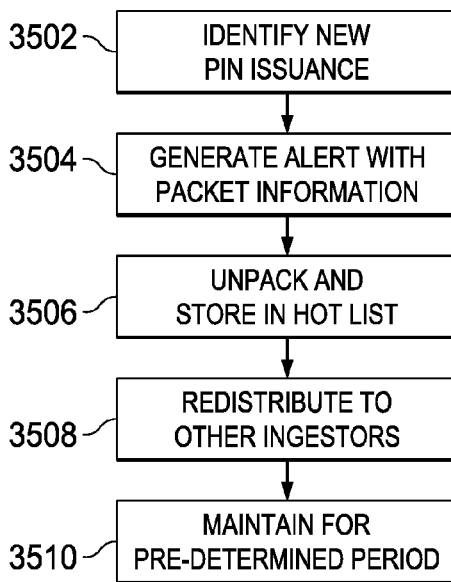 3502
IDENTIFY NEW
PIN ISSUANCE
3504
GENERATE ALERT WITH
PACKET INFORMATION
3506
UNPACK AND
STORE IN HOT LIST
3508
REDISTRIBUTE TO
OTHER INGESTORS
3510
MAINTAIN FOR
PRE-DETERMINED PERIOD